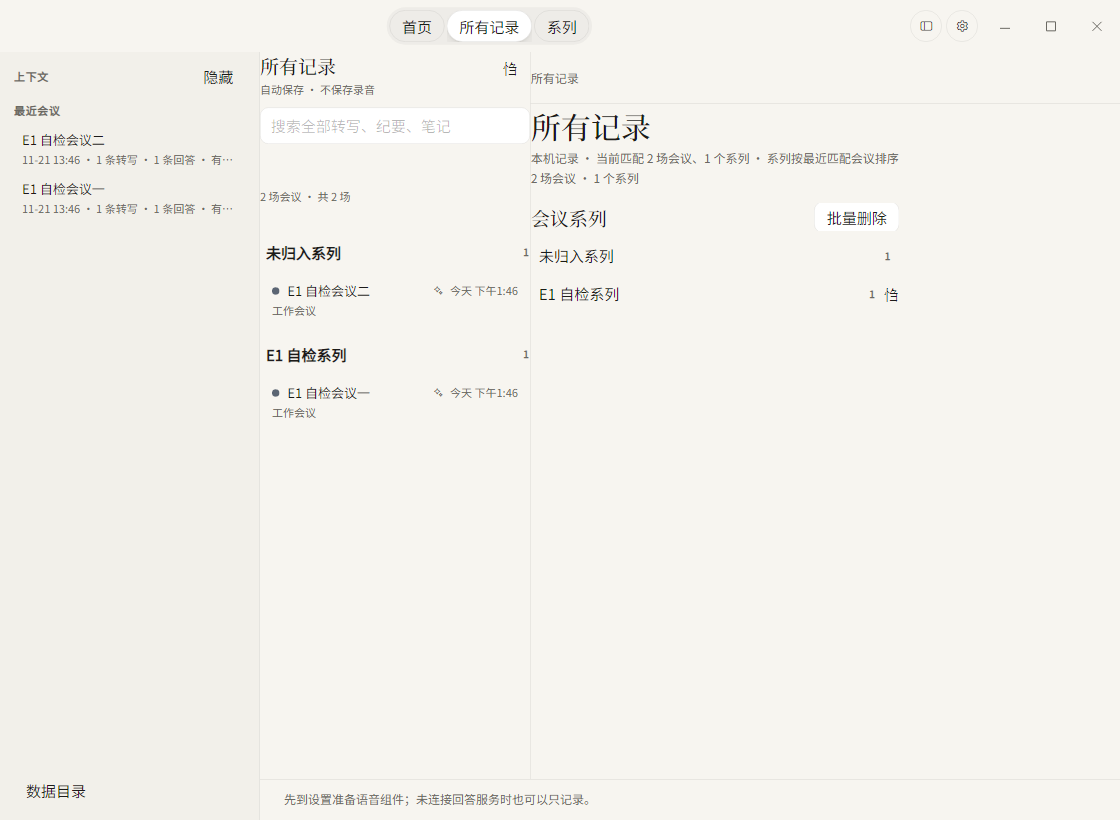 首页 所有记录 系列
上下文 隐藏
最近会议
E1 自检会议二
11-21 13:46 · 1 条转写 · 1 条回答 · 有…
E1 自检会议一
11-21 13:46 · 1 条转写 · 1 条回答 · 有…
数据目录
所有记录 恉
自动保存 · 不保存录音
搜索全部转写、纪要、笔记
2 场会议 · 共 2 场
未归入系列 1
E1 自检会议二 今天 下午1:46
工作会议
E1 自检系列 1
E1 自检会议一 今天 下午1:46
工作会议
所有记录
所有记录
本机记录 · 当前匹配 2 场会议、1 个系列 · 系列按最近匹配会议排序
2 场会议 · 1 个系列
会议系列 批量删除
未归入系列 1
E1 自检系列 1 恉
先到设置准备语音组件；未连接回答服务时也可以只记录。